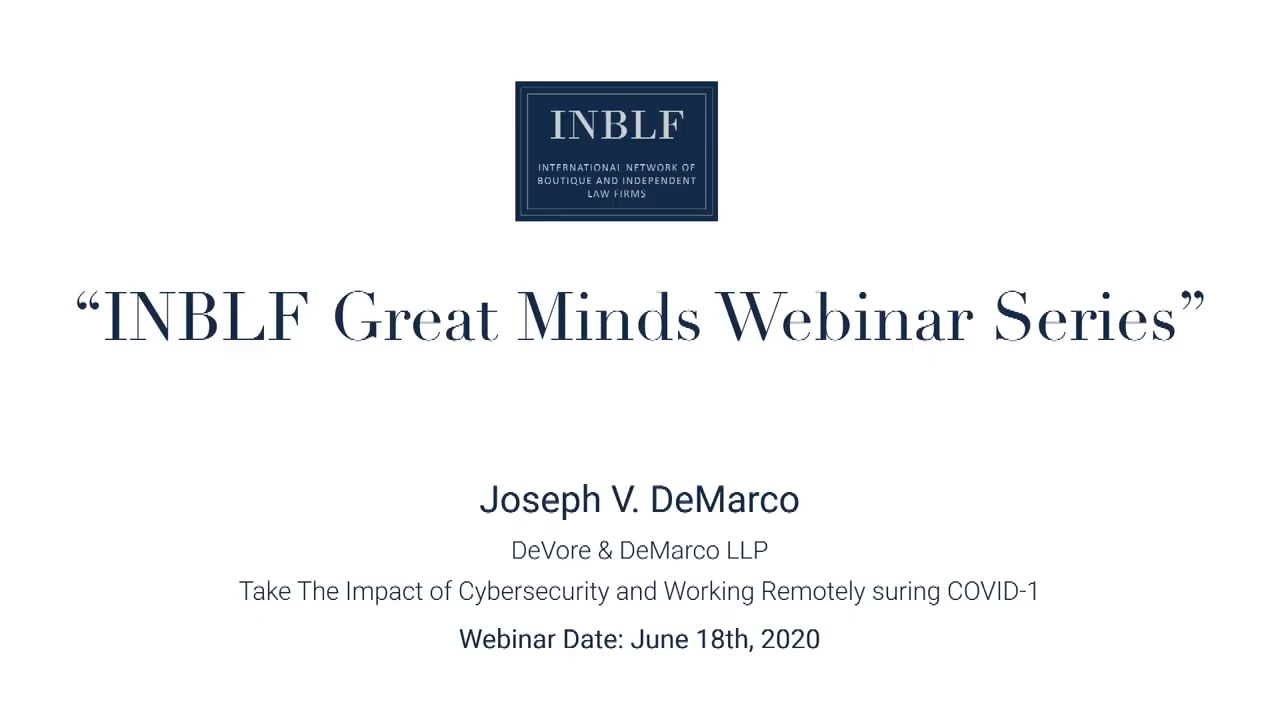 INBLF
INTERNATIONAL NETWORK OF
BOUTIQUE AND INDEPENDENT
LAW FIRMS
“INBLF Great Minds Webinar Series”
Joseph V. DeMarco
DeVore & DeMarco LLP
Take The Impact of Cybersecurity and Working Remotely suring COVID-1
Webinar Date: June 18th, 2020